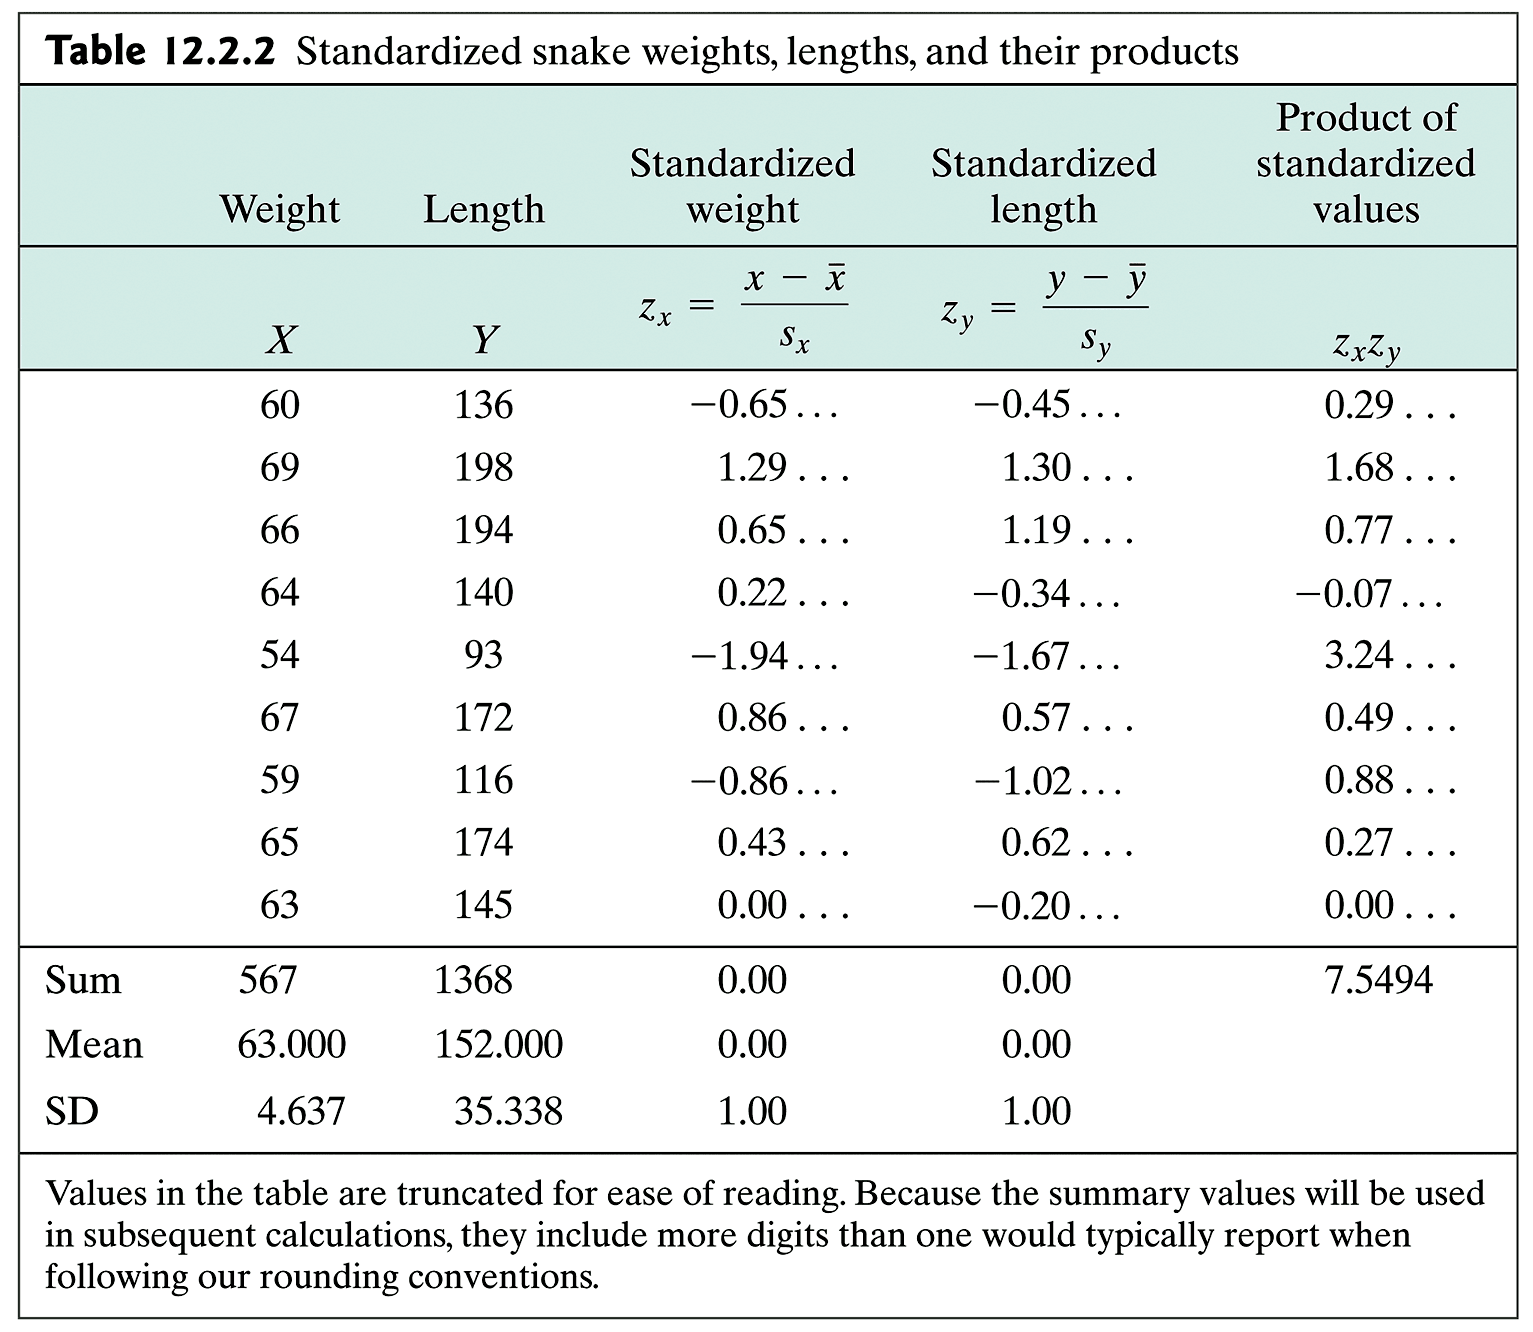 Table 12.2.2 Standardized snake weights, lengths, and their products
Weight Length Standardized weight Standardized length Product of standardized values
X Y z_x = (x − x̄)/s_x z_y = (y − ȳ)/s_y z_x z_y
60 136 −0.65... −0.45... 0.29...
69 198 1.29... 1.30... 1.68...
66 194 0.65... 1.19... 0.77...
64 140 0.22... −0.34... −0.07...
54 93 −1.94... −1.67... 3.24...
67 172 0.86... 0.57... 0.49...
59 116 −0.86... −1.02... 0.88...
65 174 0.43... 0.62... 0.27...
63 145 0.00... −0.20... 0.00...
Sum 567 1368 0.00 0.00 7.5494
Mean 63.000 152.000 0.00 0.00
SD 4.637 35.338 1.00 1.00
Values in the table are truncated for ease of reading. Because the summary values will be used
in subsequent calculations, they include more digits than one would typically report when
following our rounding conventions.